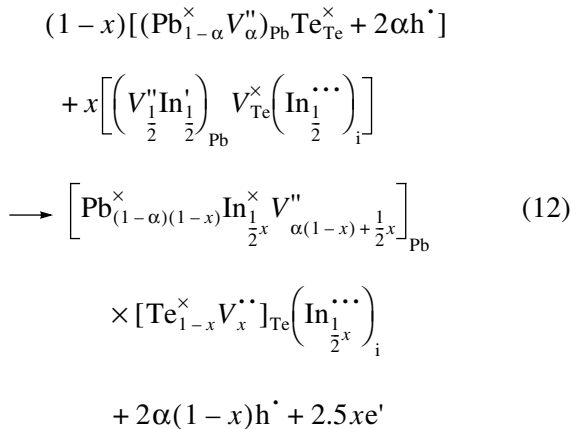 (1 – x)[(Pb^×_{1–α} V''_α)_{Pb} Te^×_{Te} + 2αh^•]
+ x[(V''_{1/2} In'_{1/2})_{Pb} V^×_{Te} (In^{•••}_{1/2})_i]
⟶ [Pb^×_{(1–α)(1–x)} In^×_{1/2 x} V''_{α(1–x) + 1/2 x}]_{Pb} (12)
× [Te^×_{1–x} V^{••}_x]_{Te} (In^{•••}_{1/2 x})_i
+ 2α(1 – x)h^• + 2.5xe'